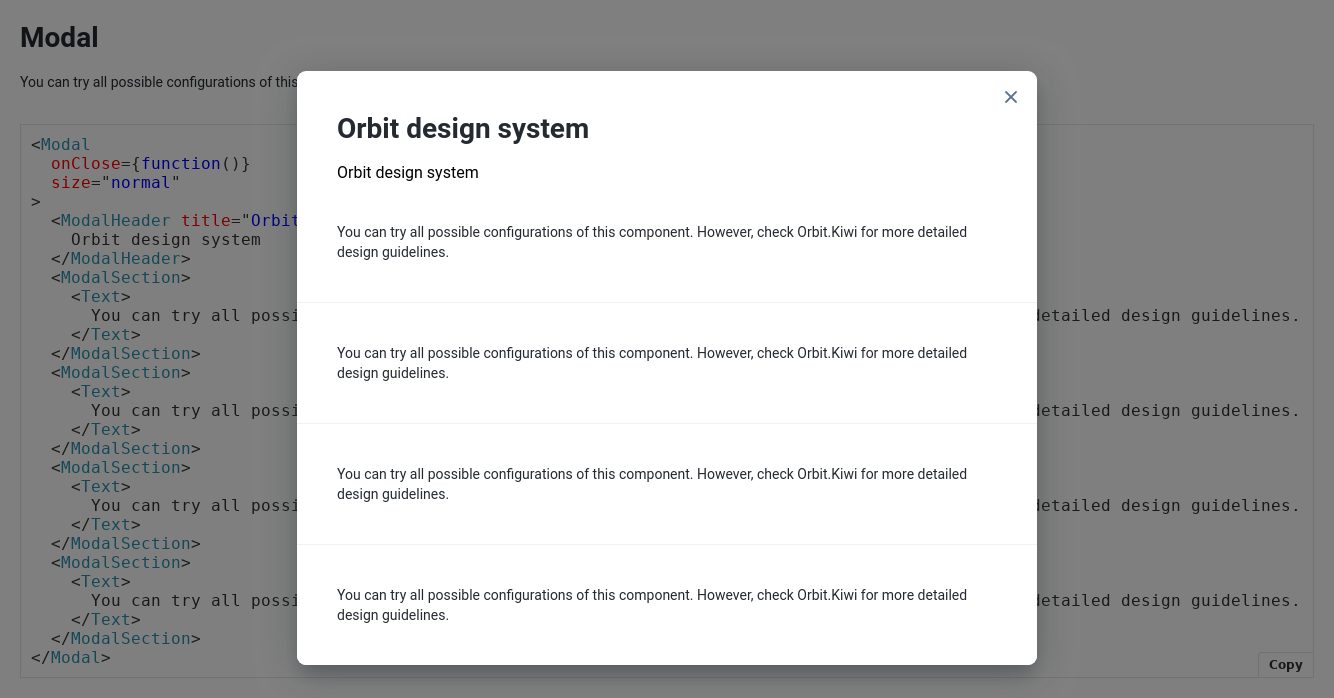 Modal
You can try all possible configurations of this
<Modal
onClose={function()}
size="normal"
>
<ModalHeader title="Orbit
Orbit design system
</ModalHeader>
<ModalSection>
<Text>
You can try all possi detailed design guidelines.
</Text>
</ModalSection>
<ModalSection>
<Text>
You can try all possi detailed design guidelines.
</Text>
</ModalSection>
<ModalSection>
<Text>
You can try all possi detailed design guidelines.
</Text>
</ModalSection>
<ModalSection>
<Text>
You can try all possi detailed design guidelines.
</Text>
</ModalSection>
</Modal>
Copy
Orbit design system
Orbit design system
You can try all possible configurations of this component. However, check Orbit.Kiwi for more detailed
design guidelines.
You can try all possible configurations of this component. However, check Orbit.Kiwi for more detailed
design guidelines.
You can try all possible configurations of this component. However, check Orbit.Kiwi for more detailed
design guidelines.
You can try all possible configurations of this component. However, check Orbit.Kiwi for more detailed
design guidelines.